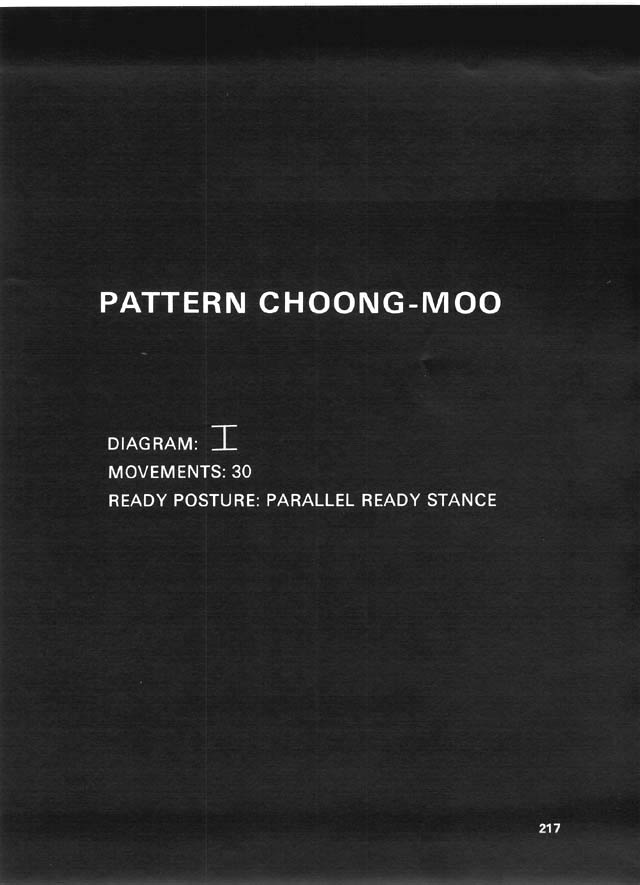 PATTERN CHOONG-MOO
DIAGRAM: 工
MOVEMENTS: 30
READY POSTURE: PARALLEL READY STANCE
217